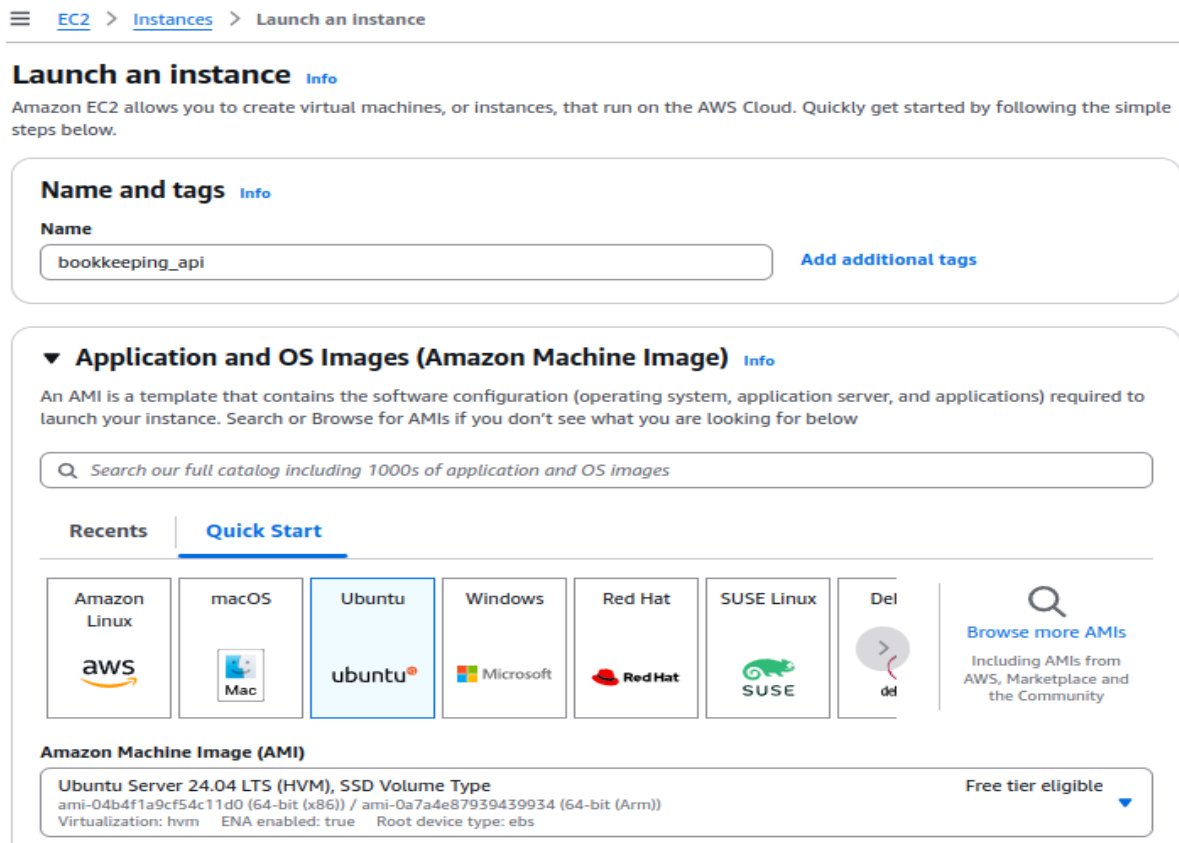 EC2 > Instances > Launch an instance
Launch an instance Info
Amazon EC2 allows you to create virtual machines, or instances, that run on the AWS Cloud. Quickly get started by following the simple
steps below.
Name and tags Info
Name
bookkeeping_api
Add additional tags
Application and OS Images (Amazon Machine Image) Info
An AMI is a template that contains the software configuration (operating system, application server, and applications) required to
launch your instance. Search or Browse for AMIs if you don't see what you are looking for below
Search our full catalog including 1000s of application and OS images
Recents
Quick Start
Amazon
Linux
aws
macOS
Mac
Ubuntu
ubuntu
Windows
Microsoft
Red Hat
Red Hat
SUSE Linux
SUSE
Del
del
Browse more AMIs
Including AMIs from
AWS, Marketplace and
the Community
Amazon Machine Image (AMI)
Ubuntu Server 24.04 LTS (HVM), SSD Volume Type
Free tier eligible
ami-04b4f1a9cf54c11d0 (64-bit (x86)) / ami-0a7a4e87939439934 (64-bit (Arm))
Virtualization: hvm ENA enabled: true Root device type: ebs